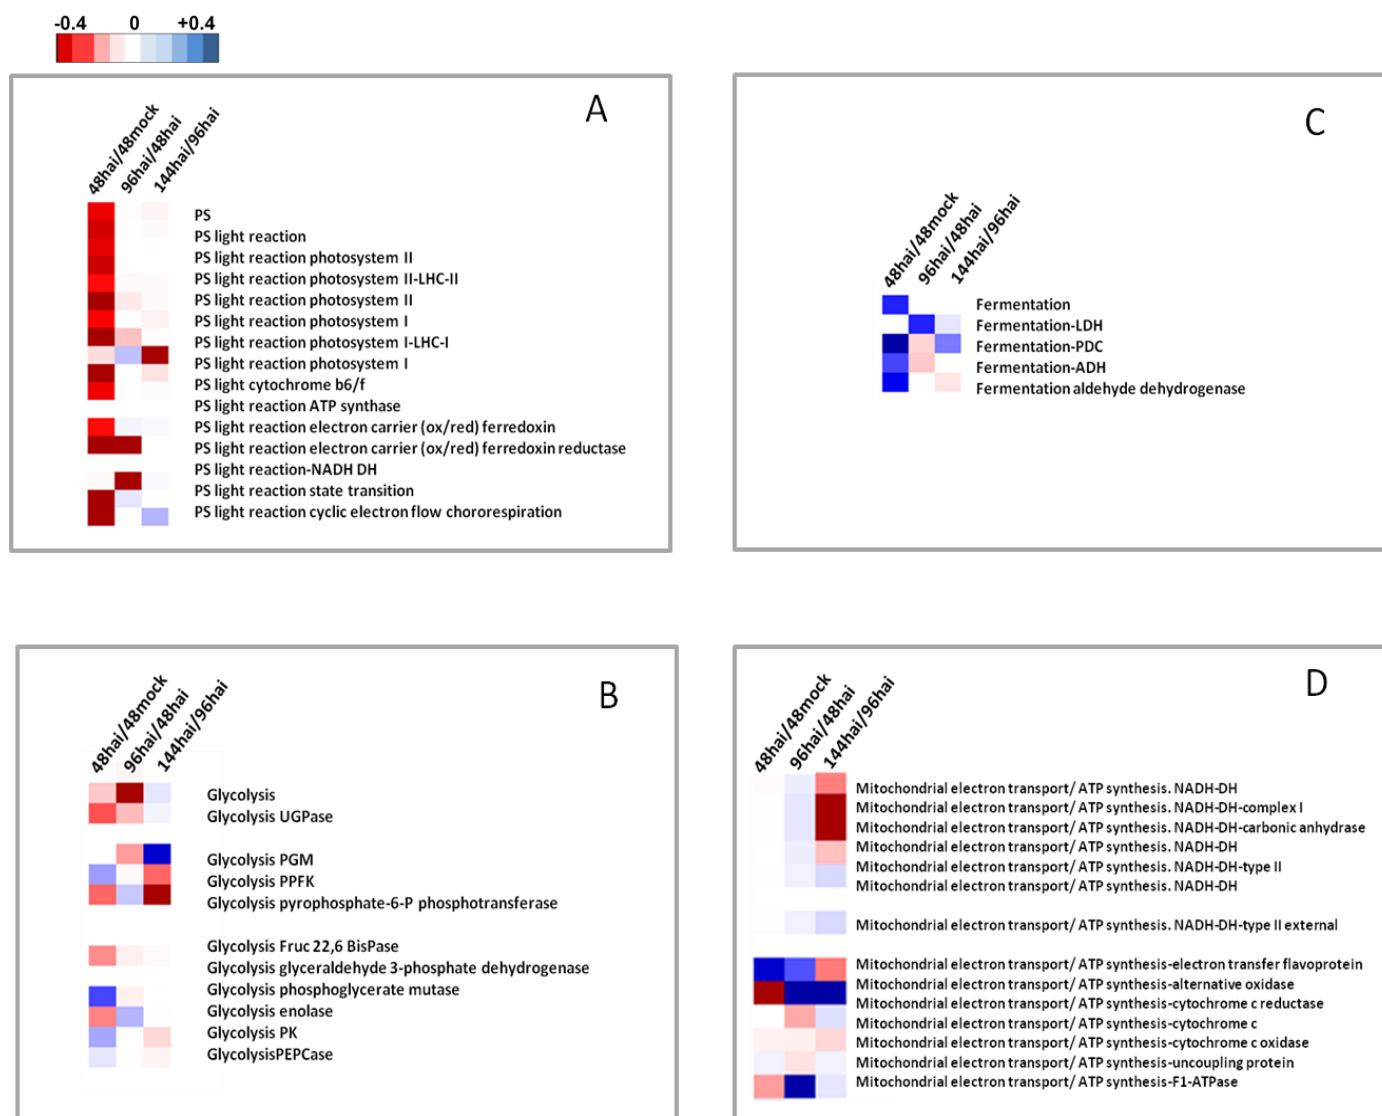 -0.4 0 +0.4
A
48hai/48mock
96hai/48hai
144hai/96hai
PS
PS light reaction
PS light reaction photosystem II
PS light reaction photosystem II-LHC-II
PS light reaction photosystem II
PS light reaction photosystem I
PS light reaction photosystem I-LHC-I
PS light reaction photosystem I
PS light cytochrome b6/f
PS light reaction ATP synthase
PS light reaction electron carrier (ox/red) ferredoxin
PS light reaction electron carrier (ox/red) ferredoxin reductase
PS light reaction-NADH DH
PS light reaction state transition
PS light reaction cyclic electron flow chororespiration
C
48hai/48mock
96hai/48hai
144hai/96hai
Fermentation
Fermentation-LDH
Fermentation-PDC
Fermentation-ADH
Fermentation aldehyde dehydrogenase
B
48hai/48mock
96hai/48hai
144hai/96hai
Glycolysis
Glycolysis UGPase
Glycolysis PGM
Glycolysis PPFK
Glycolysis pyrophosphate-6-P phosphotransferase
Glycolysis Fruc 22,6 BisPase
Glycolysis glyceraldehyde 3-phosphate dehydrogenase
Glycolysis phosphoglycerate mutase
Glycolysis enolase
Glycolysis PK
GlycolysisPEPCase
D
48hai/48mock
96hai/48hai
144hai/96hai
Mitochondrial electron transport/ ATP synthesis. NADH-DH
Mitochondrial electron transport/ ATP synthesis. NADH-DH-complex I
Mitochondrial electron transport/ ATP synthesis. NADH-DH-carbonic anhydrase
Mitochondrial electron transport/ ATP synthesis. NADH-DH
Mitochondrial electron transport/ ATP synthesis. NADH-DH-type II
Mitochondrial electron transport/ ATP synthesis. NADH-DH
Mitochondrial electron transport/ ATP synthesis. NADH-DH-type II external
Mitochondrial electron transport/ ATP synthesis-electron transfer flavoprotein
Mitochondrial electron transport/ ATP synthesis-alternative oxidase
Mitochondrial electron transport/ ATP synthesis-cytochrome c reductase
Mitochondrial electron transport/ ATP synthesis-cytochrome c
Mitochondrial electron transport/ ATP synthesis-cytochrome c oxidase
Mitochondrial electron transport/ ATP synthesis-uncoupling protein
Mitochondrial electron transport/ ATP synthesis-F1-ATPase